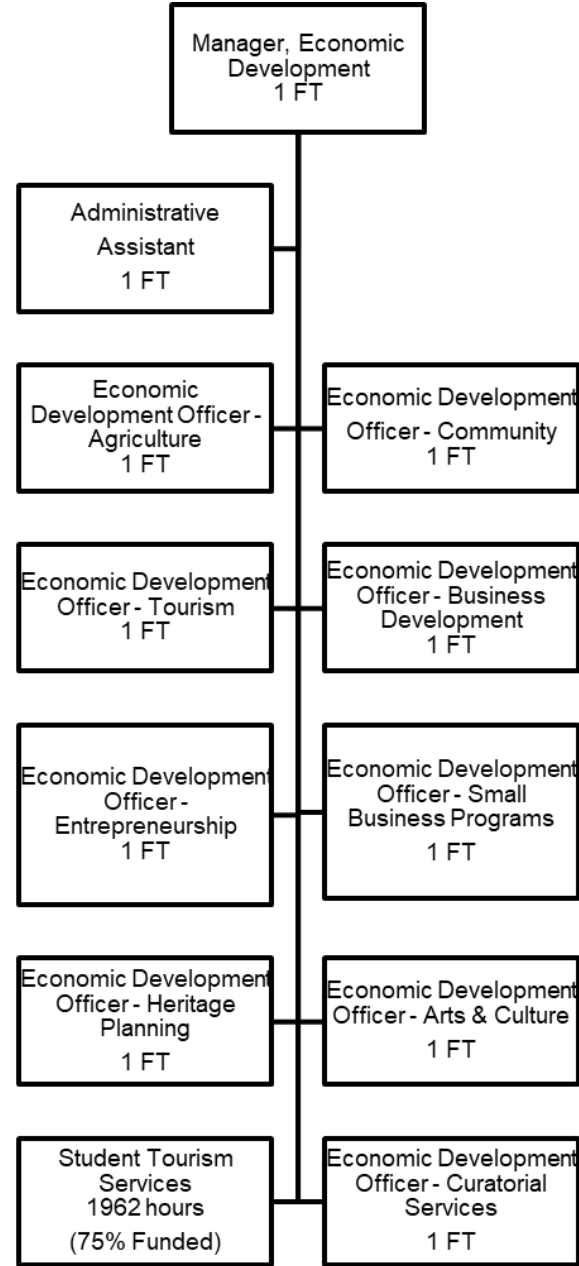 Manager, Economic
Development
1 FT
Administrative
Assistant
1 FT
Economic
Development Officer -
Agriculture
1 FT
Economic Development
Officer - Community
1 FT
Economic Development
Officer - Tourism
1 FT
Economic Development
Officer - Business
Development
1 FT
Economic Development
Officer -
Entrepreneurship
1 FT
Economic Development
Officer - Small
Business Programs
1 FT
Economic Development
Officer - Heritage
Planning
1 FT
Economic Development
Officer - Arts & Culture
1 FT
Student Tourism
Services
1962 hours
(75% Funded)
Economic Development
Officer - Curatorial
Services
1 FT